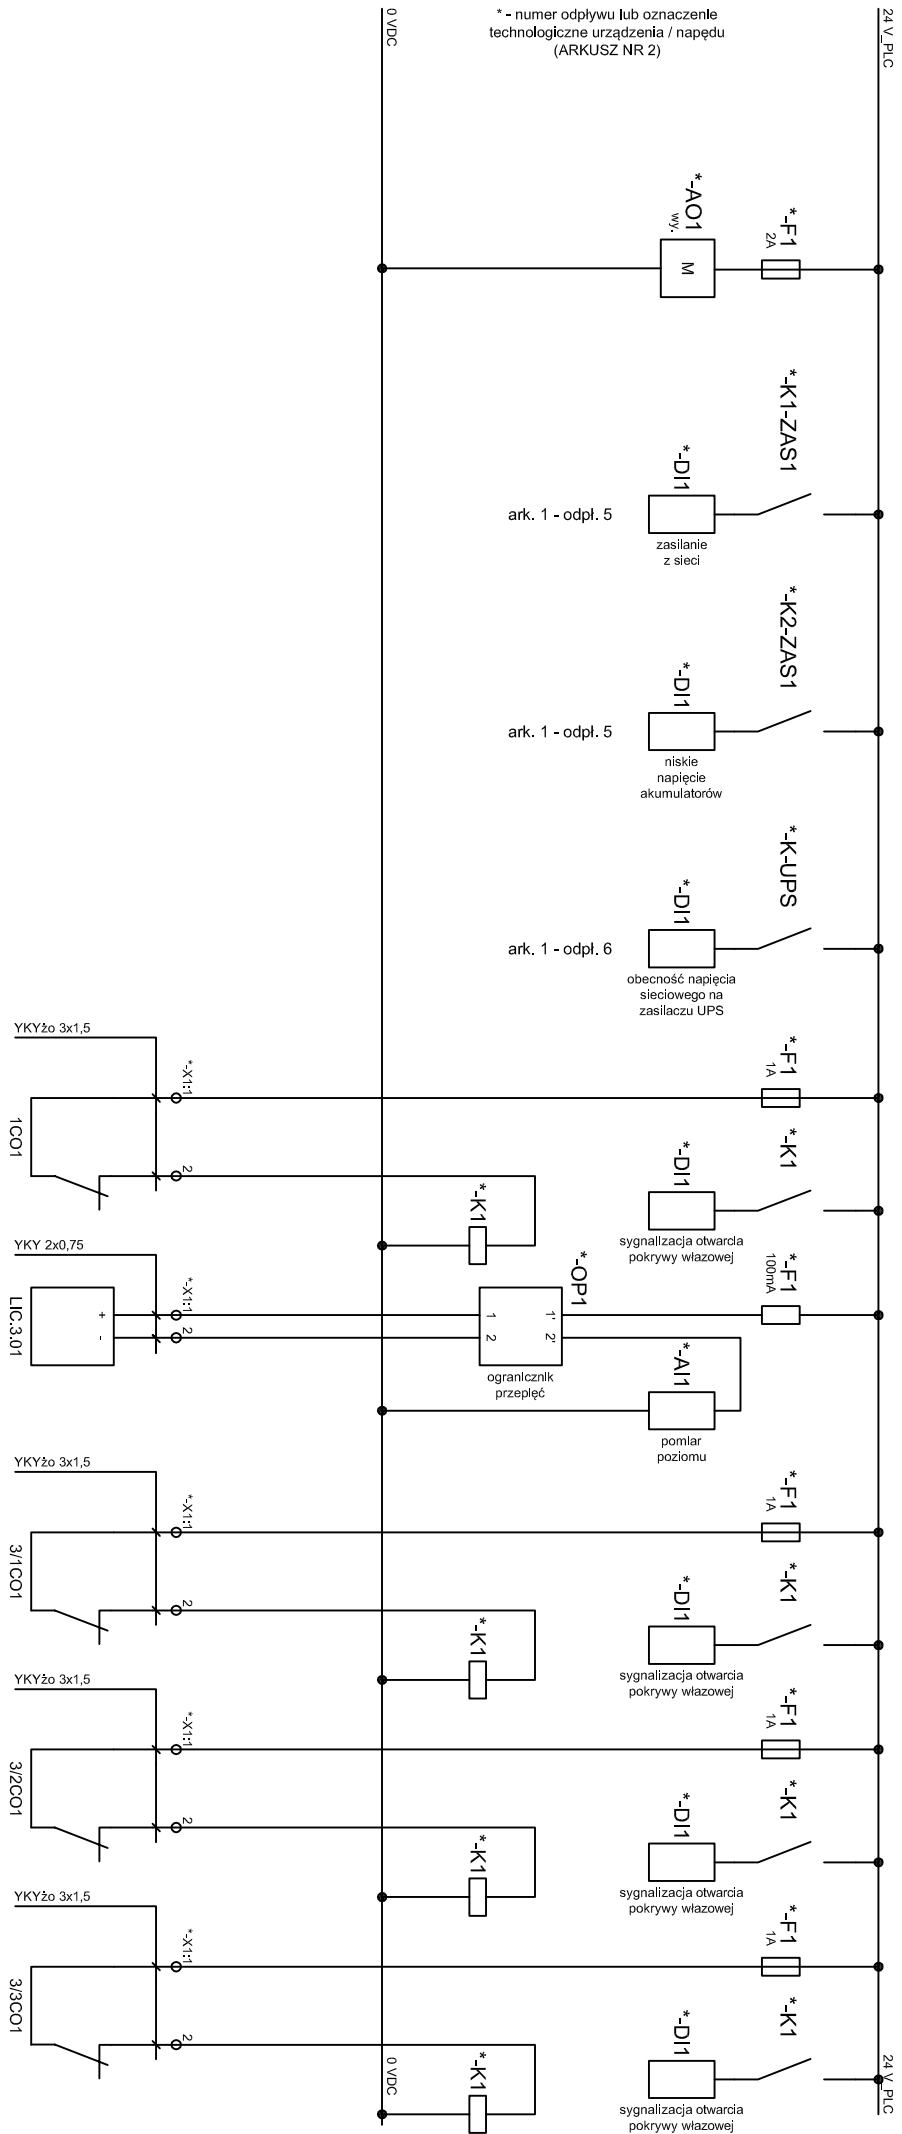 * - numer odpływu lub oznaczenie
technologiczne urządzenia / napędu
(ARKUSZ NR 2)
0 VDC
24 V_PLC
*-F1
2A
*-AO1
wy.
M
*-K1-ZAS1
*-DI1
ark. 1 - odpł. 5
zasilanie
z sieci
*-K2-ZAS1
*-DI1
ark. 1 - odpł. 5
niskie
napięcie
akumulatorów
*-K-UPS
*-DI1
ark. 1 - odpł. 6
obecność napięcia
sieciowego na
zasilaczu UPS
YKYżo 3x1,5
*-X1:1
2
1CO1
*-F1
1A
*-K1
*-DI1
*-K1
sygnalizacja otwarcia
pokrywy włazowej
YKY 2x0,75
*-X1:1
2
+
-
LIC.3.01
*-OP1
1
2
1'
2'
ogranicznik
przepięć
*-F1
100mA
*-AI1
pomiar
poziomu
YKYżo 3x1,5
*-X1:1
2
3/1CO1
*-F1
1A
*-K1
*-DI1
*-K1
sygnalizacja otwarcia
pokrywy włazowej
YKYżo 3x1,5
*-X1:1
2
3/2CO1
*-F1
1A
*-K1
*-DI1
*-K1
sygnalizacja otwarcia
pokrywy włazowej
YKYżo 3x1,5
*-X1:1
2
3/3CO1
*-F1
1A
*-K1
*-DI1
*-K1
sygnalizacja otwarcia
pokrywy włazowej
0 VDC
24 V_PLC